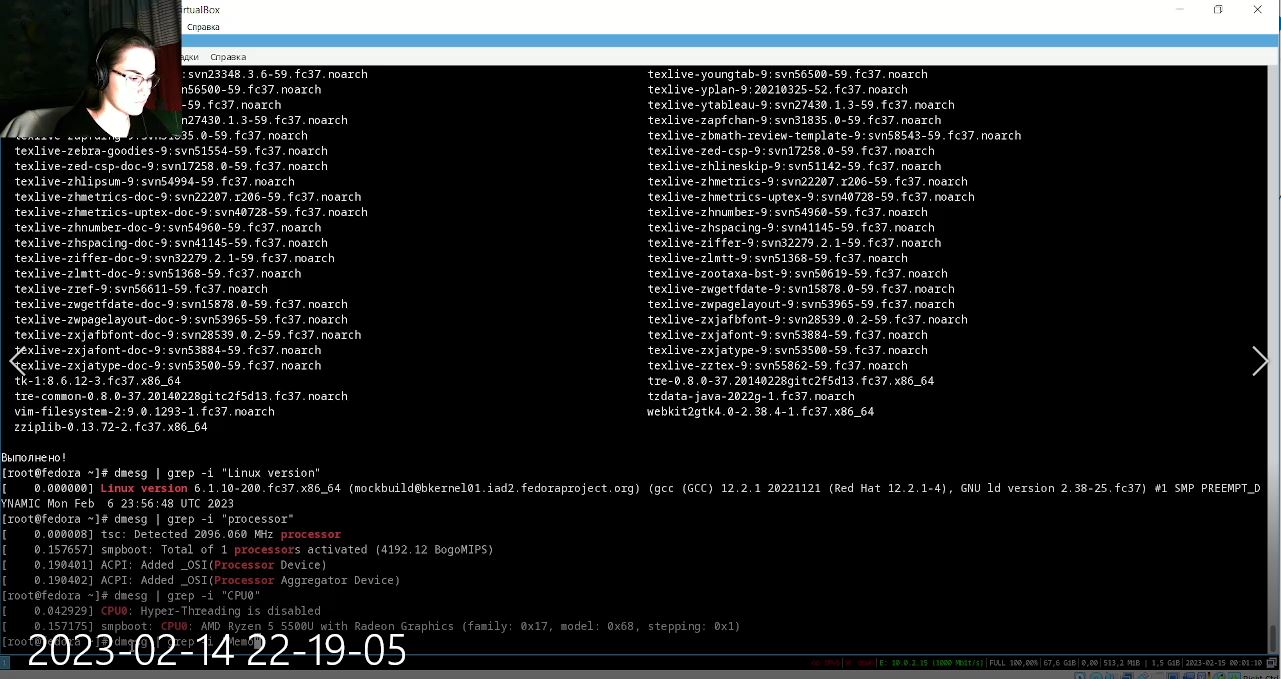 rtualBox
Справка
адки Справка
:svn23348.3.6-59.fc37.noarch texlive-youngtab-9:svn56500-59.fc37.noarch
n56500-59.fc37.noarch texlive-yplan-9:20210325-52.fc37.noarch
-59.fc37.noarch texlive-ytableau-9:svn27430.1.3-59.fc37.noarch
n27430.1.3-59.fc37.noarch texlive-zapfchan-9:svn31835.0-59.fc37.noarch
texlive-zapfding-9:svn31835.0-59.fc37.noarch texlive-zbmath-review-template-9:svn58543-59.fc37.noarch
texlive-zebra-goodies-9:svn51554-59.fc37.noarch texlive-zed-csp-9:svn17258.0-59.fc37.noarch
texlive-zed-csp-doc-9:svn17258.0-59.fc37.noarch texlive-zhlineskip-9:svn51142-59.fc37.noarch
texlive-zhlipsum-9:svn54994-59.fc37.noarch texlive-zhmetrics-9:svn22207.r206-59.fc37.noarch
texlive-zhmetrics-doc-9:svn22207.r206-59.fc37.noarch texlive-zhmetrics-uptex-9:svn40728-59.fc37.noarch
texlive-zhmetrics-uptex-doc-9:svn40728-59.fc37.noarch texlive-zhnumber-9:svn54960-59.fc37.noarch
texlive-zhnumber-doc-9:svn54960-59.fc37.noarch texlive-zhspacing-9:svn41145-59.fc37.noarch
texlive-zhspacing-doc-9:svn41145-59.fc37.noarch texlive-ziffer-9:svn32279.2.1-59.fc37.noarch
texlive-ziffer-doc-9:svn32279.2.1-59.fc37.noarch texlive-zlmtt-9:svn51368-59.fc37.noarch
texlive-zlmtt-doc-9:svn51368-59.fc37.noarch texlive-zootaxa-bst-9:svn50619-59.fc37.noarch
texlive-zref-9:svn56611-59.fc37.noarch texlive-zwgetfdate-9:svn15878.0-59.fc37.noarch
texlive-zwgetfdate-doc-9:svn15878.0-59.fc37.noarch texlive-zwpagelayout-9:svn53965-59.fc37.noarch
texlive-zwpagelayout-doc-9:svn53965-59.fc37.noarch texlive-zxjafbfont-9:svn28539.0.2-59.fc37.noarch
texlive-zxjafbfont-doc-9:svn28539.0.2-59.fc37.noarch texlive-zxjafont-9:svn53884-59.fc37.noarch
texlive-zxjafont-doc-9:svn53884-59.fc37.noarch texlive-zxjatype-9:svn53500-59.fc37.noarch
texlive-zxjatype-doc-9:svn53500-59.fc37.noarch texlive-zztex-9:svn55862-59.fc37.noarch
tk-1:8.6.12-3.fc37.x86_64 tre-0.8.0-37.20140228gitc2f5d13.fc37.x86_64
tre-common-0.8.0-37.20140228gitc2f5d13.fc37.noarch tzdata-java-2022g-1.fc37.noarch
vim-filesystem-2:9.0.1293-1.fc37.noarch webkit2gtk4.0-2.38.4-1.fc37.x86_64
zziplib-0.13.72-2.fc37.x86_64
Выполнено!
[root@fedora ~]# dmesg | grep -i "Linux version"
[ 0.000000] Linux version 6.1.10-200.fc37.x86_64 (mockbuild@bkernel01.iad2.fedoraproject.org) (gcc (GCC) 12.2.1 20221121 (Red Hat 12.2.1-4), GNU ld version 2.38-25.fc37) #1 SMP PREEMPT_D
YNAMIC Mon Feb 6 23:56:48 UTC 2023
[root@fedora ~]# dmesg | grep -i "processor"
[ 0.000008] tsc: Detected 2096.060 MHz processor
[ 0.157657] smpboot: Total of 1 processors activated (4192.12 BogoMIPS)
[ 0.190401] ACPI: Added _OSI(Processor Device)
[ 0.190402] ACPI: Added _OSI(Processor Aggregator Device)
[root@fedora ~]# dmesg | grep -i "CPU0"
[ 0.042929] CPU0: Hyper-Threading is disabled
[ 0.157175] smpboot: CPU0: AMD Ryzen 5 5500U with Radeon Graphics (family: 0x17, model: 0x68, stepping: 0x1)
[root@fedora ~]# dmesg | grep -i "Memo
2023-02-14 22-19-05
E: 10.0.2.15 (1000 Mbit/s) FULL 100,00% 67,6 GiB 0,00 513,2 MiB 1,5 GiB 2023-02-15 00:01:10
Right Ctrl